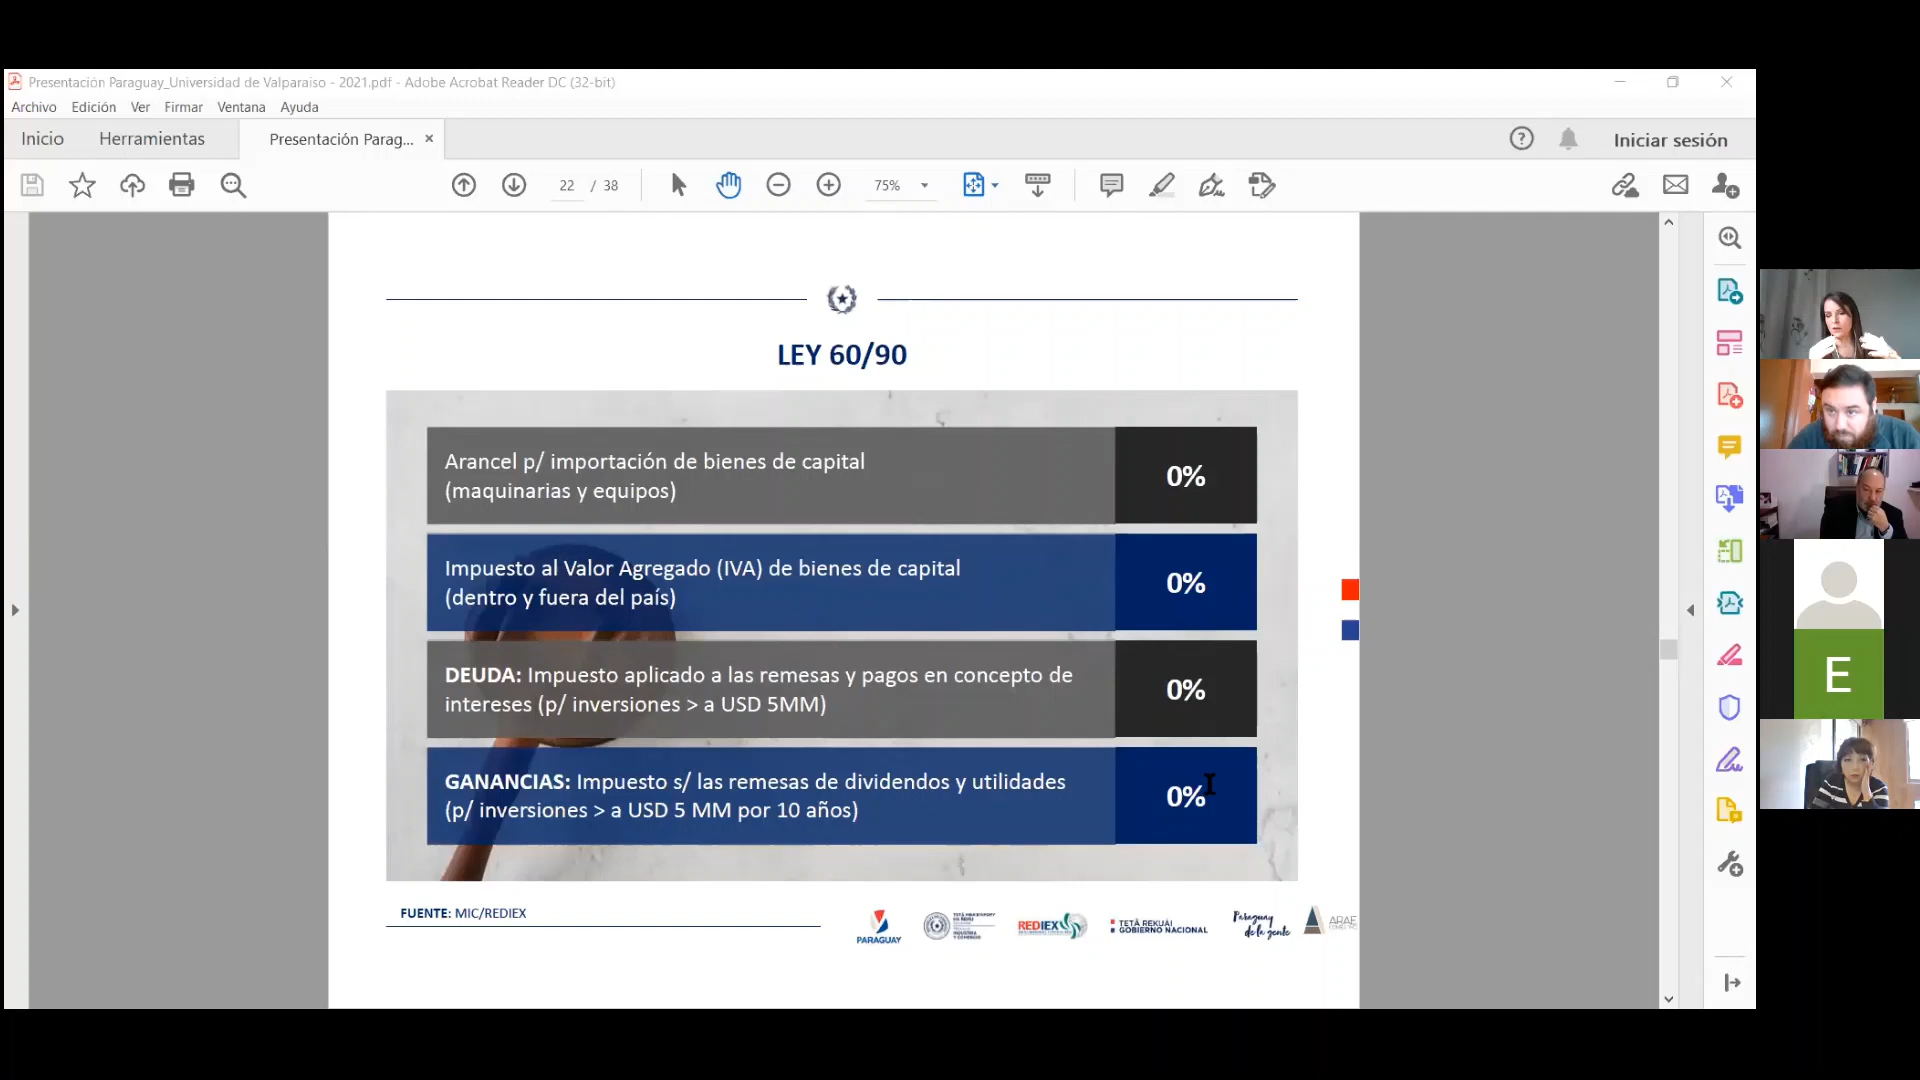 Presentación Paraguay_Universidad de Valparaiso - 2021.pdf - Adobe Acrobat Reader DC (32-bit)
Archivo Edición Ver Firmar Ventana Ayuda
Inicio Herramientas Presentación Parag... × Iniciar sesión
22 / 38 75%
LEY 60/90
Arancel p/ importación de bienes de capital
(maquinarias y equipos)
0%
Impuesto al Valor Agregado (IVA) de bienes de capital
(dentro y fuera del país)
0%
DEUDA: Impuesto aplicado a las remesas y pagos en concepto de
intereses (p/ inversiones > a USD 5MM)
0%
GANANCIAS: Impuesto s/ las remesas de dividendos y utilidades
(p/ inversiones > a USD 5 MM por 10 años)
0%
FUENTE: MIC/REDIEX
PARAGUAY
REDIEX
TETÃ REKUÁI
GOBIERNO NACIONAL
Paraguay
de la gente
E